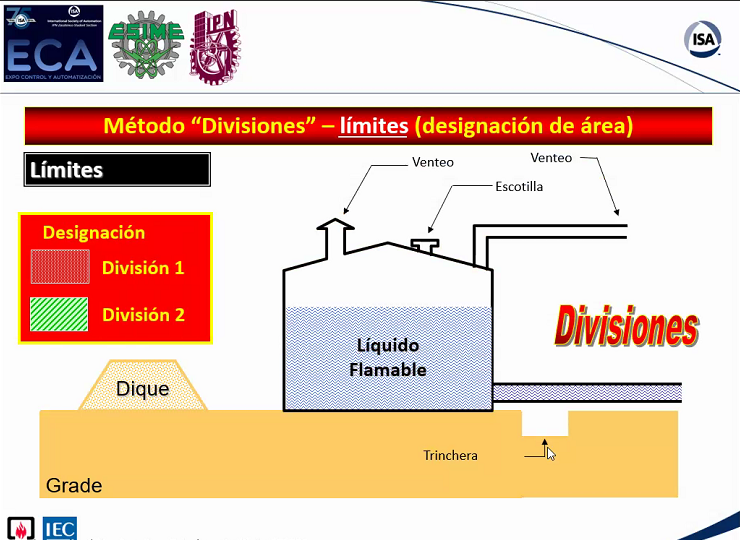 75
ISA
International Society of Automation
ECA
EXPO CONTROL Y AUTOMATIZACIÓN
ESIME
IPN
ISA
Método “Divisiones” – límites (designación de área)
Límites
Venteo
Venteo
Escotilla
Designación
División 1
División 2
Divisiones
Líquido
Flamable
Dique
Trinchera
Grade
IEC